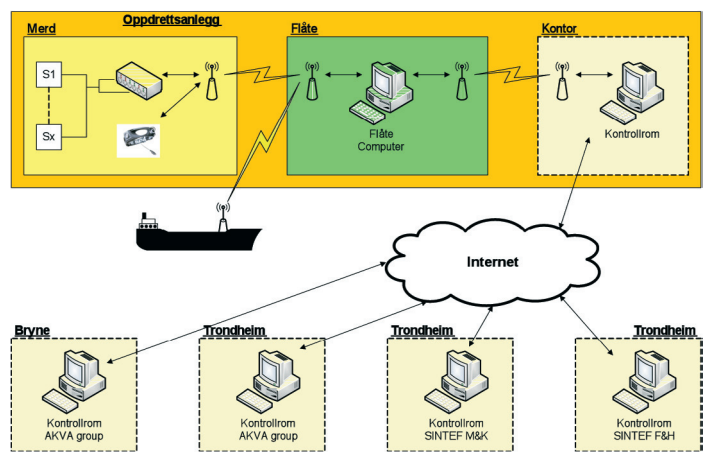 Oppdrettsanlegg
Merd
Flåte
Kontor
S1
Sx
Flåte
Computer
Kontrollrom
Internet
Bryne
Trondheim
Trondheim
Trondheim
Kontrollrom
AKVA group
Kontrollrom
AKVA group
Kontrollrom
SINTEF M&K
Kontrollrom
SINTEF F&H